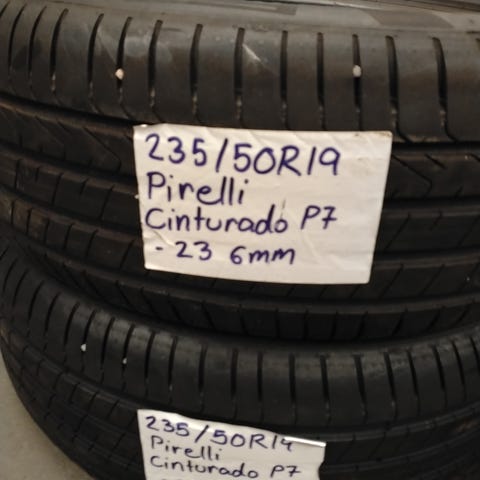 235/50R19
Pirelli
Cinturado P7
- 23 6mm
235/50R19
Pirelli
Cinturado P7